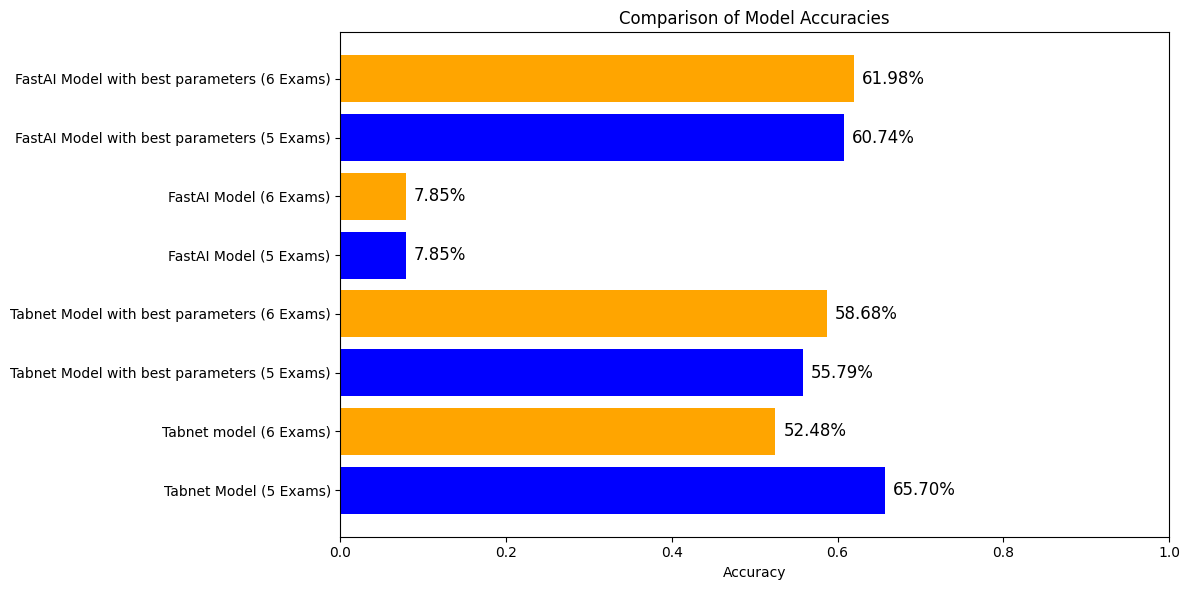 Comparison of Model Accuracies
FastAI Model with best parameters (6 Exams)
61.98%
FastAI Model with best parameters (5 Exams)
60.74%
FastAI Model (6 Exams)
7.85%
FastAI Model (5 Exams)
7.85%
Tabnet Model with best parameters (6 Exams)
58.68%
Tabnet Model with best parameters (5 Exams)
55.79%
Tabnet model (6 Exams)
52.48%
Tabnet Model (5 Exams)
65.70%
0.0 0.2 0.4 0.6 0.8 1.0
Accuracy